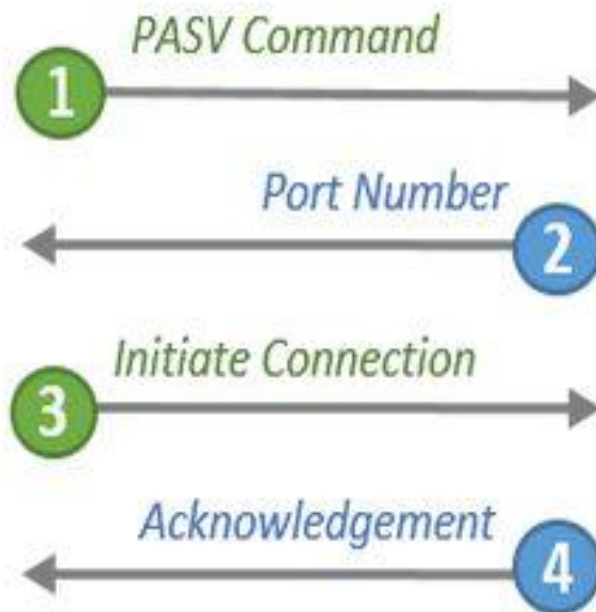 PASV Command
1
Port Number
2
Initiate Connection
3
Acknowledgement
4